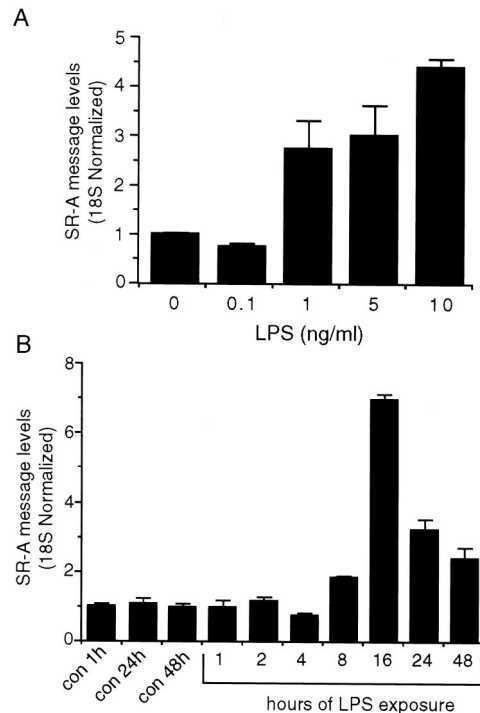 A
SR-A message levels
(18S Normalized)
5
4
3
2
1
0
0 0.1 1 5 10
LPS (ng/ml)
B
SR-A message levels
(18S Normalized)
8
6
4
2
0
con 1h con 24h con 48h 1 2 4 8 16 24 48
hours of LPS exposure